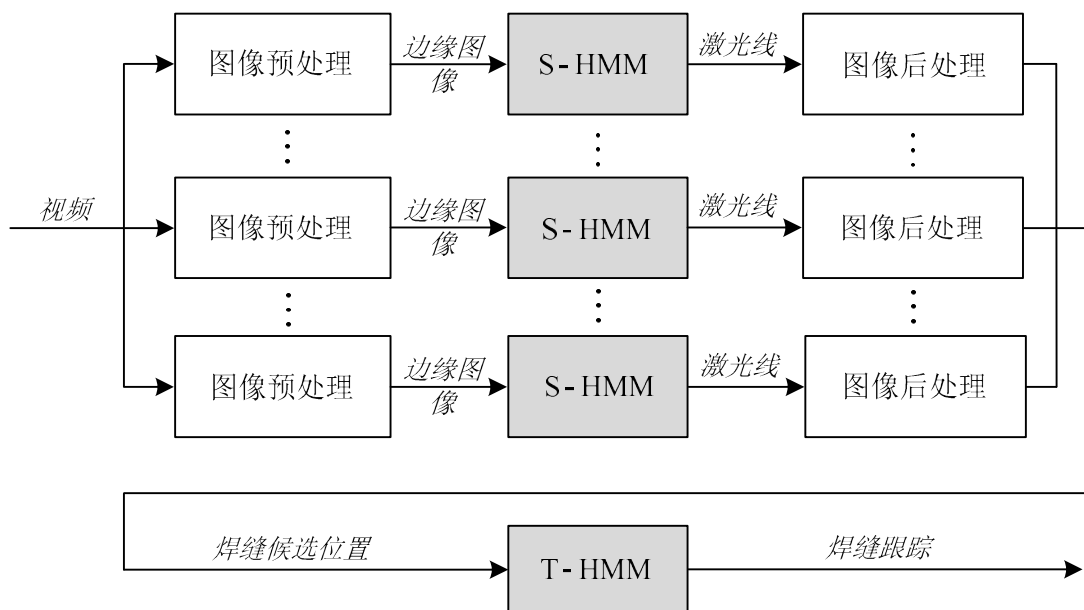 图像预处理
边缘图
像
S-HMM
激光线
图像后处理
视频
图像预处理
边缘图
像
S-HMM
激光线
图像后处理
图像预处理
边缘图
像
S-HMM
激光线
图像后处理
焊缝候选位置
T-HMM
焊缝跟踪